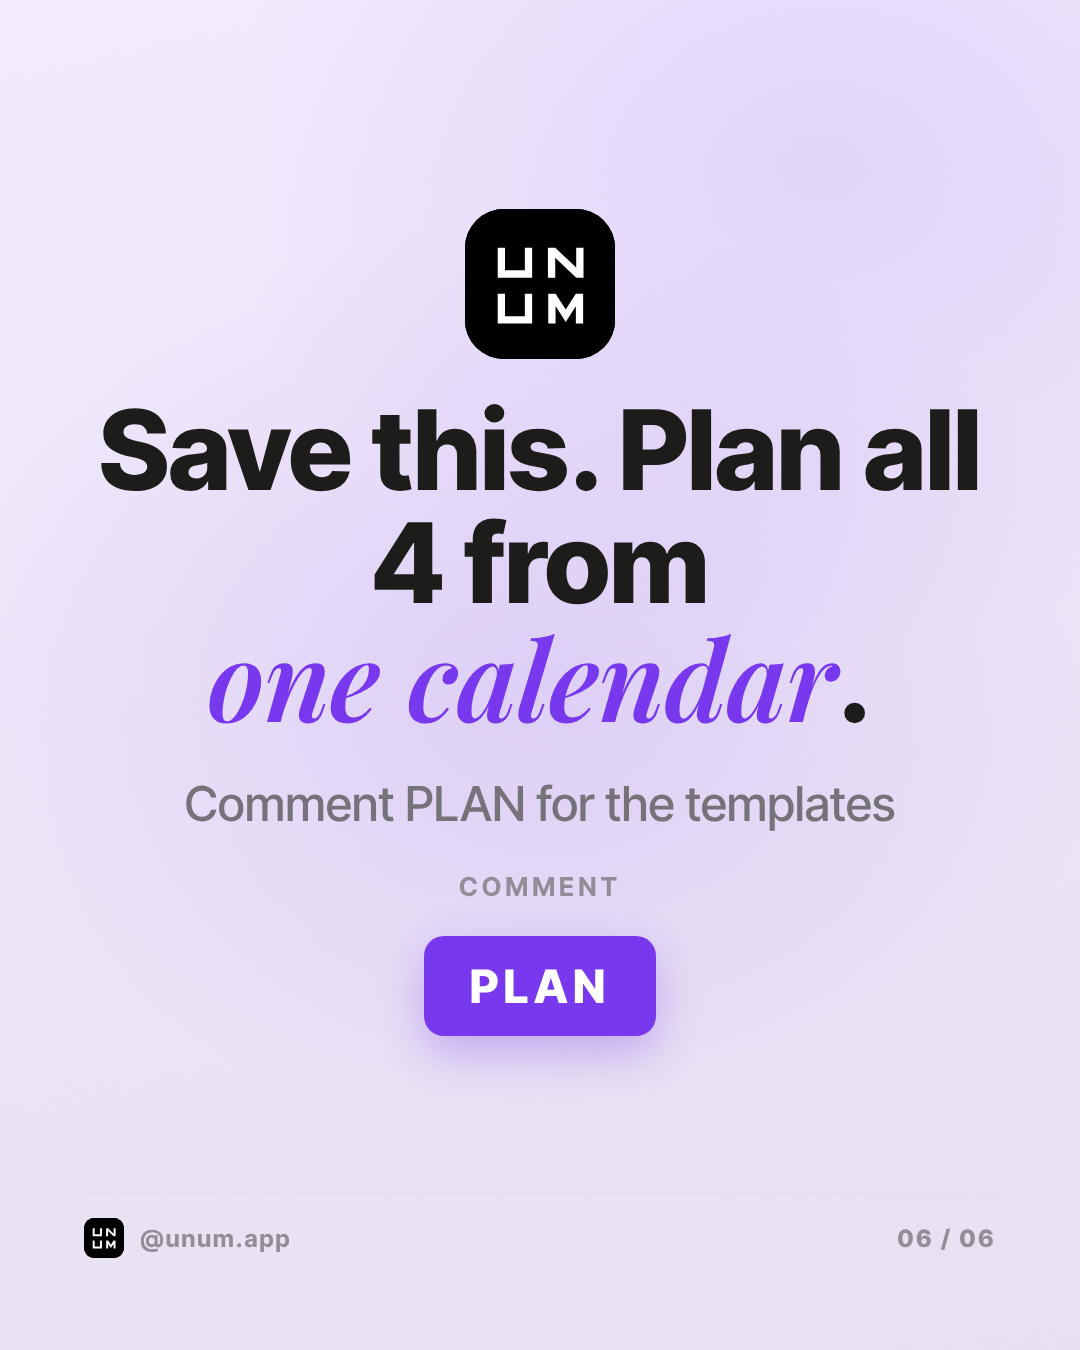 UN
UM
Save this. Plan all
4 from
one calendar.
Comment PLAN for the templates
COMMENT
PLAN
UN
UM
@unum.app
06 / 06